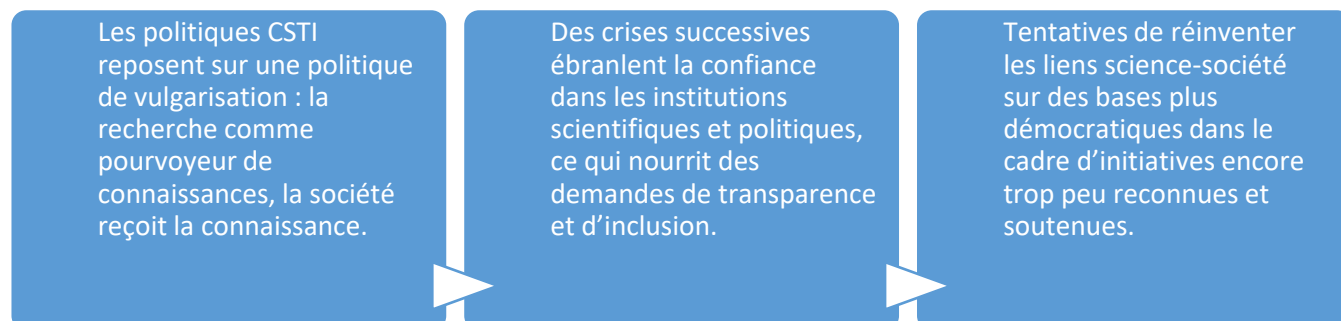 Les politiques CSTI
reposent sur une politique
de vulgarisation : la
recherche comme
pourvoyeur de
connaissances, la société
reçoit la connaissance.
Des crises successives
ébranlent la confiance
dans les institutions
scientifiques et politiques,
ce qui nourrit des
demandes de transparence
et d’inclusion.
Tentatives de réinventer
les liens science-société
sur des bases plus
démocratiques dans le
cadre d’initiatives encore
trop peu reconnues et
soutenues.